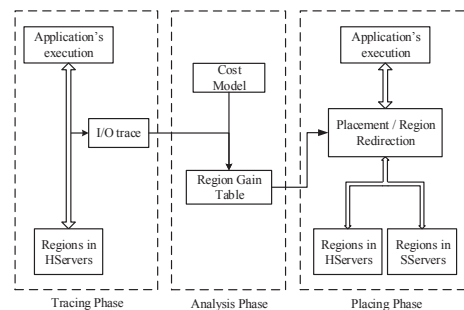 Application's
execution
I/O trace
Regions in
HServers
Tracing Phase
Cost
Model
Region Gain
Table
Analysis Phase
Application's
execution
Placement / Region
Redirection
Regions in
HServers
Regions in
SServers
Placing Phase